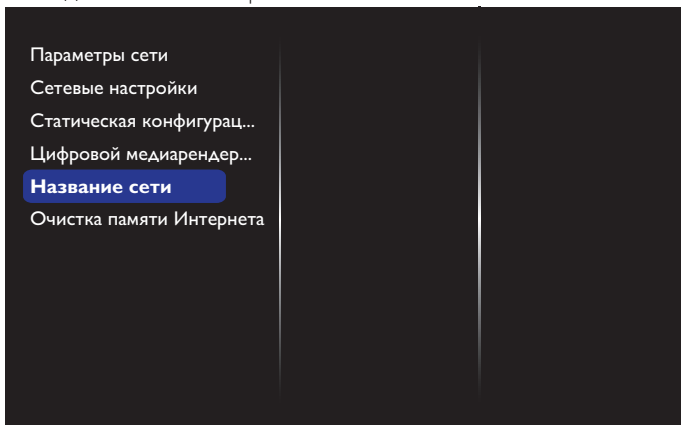 Параметры сети
Сетевые настройки
Статическая конфигурац...
Цифровой медиарендер...
Название сети
Очистка памяти Интернета